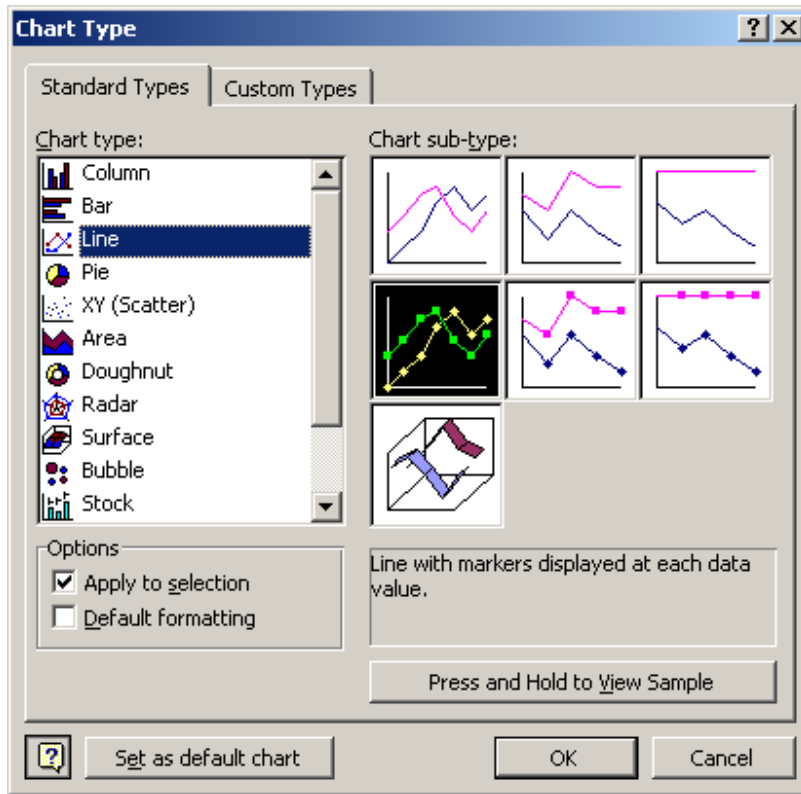 Chart Type
Standard Types
Custom Types
Chart type:
Column
Bar
Line
Pie
XY (Scatter)
Area
Doughnut
Radar
Surface
Bubble
Stock
Chart sub-type:
Options
Apply to selection
Default formatting
Line with markers displayed at each data
value.
Press and Hold to View Sample
Set as default chart
OK
Cancel